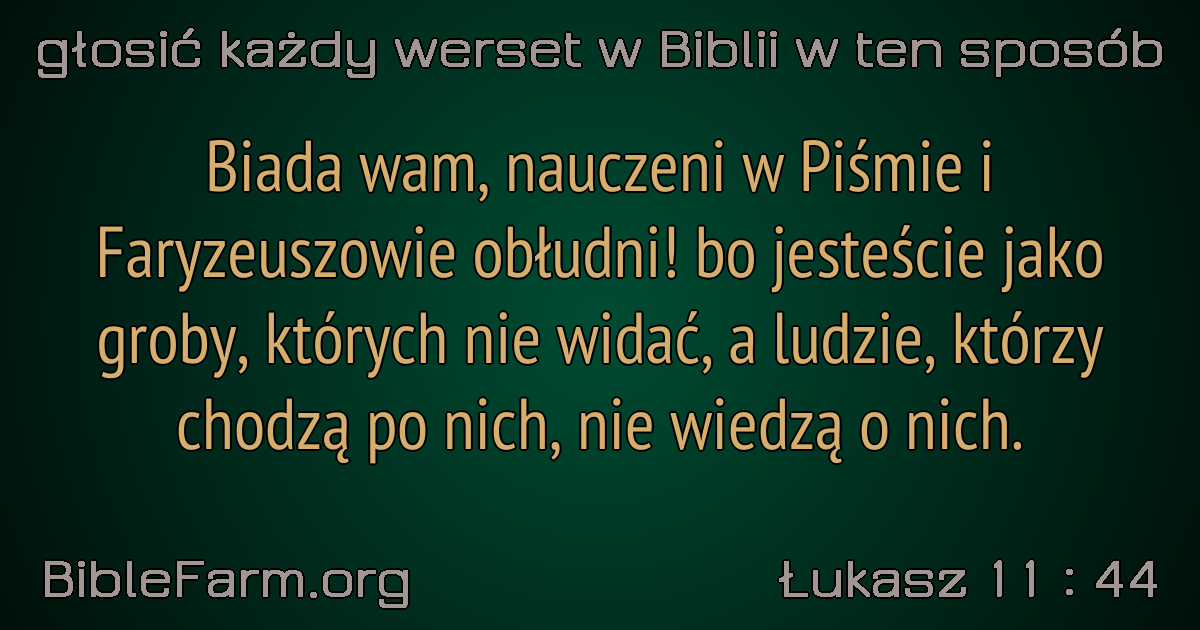 głosić każdy werset w Biblii w ten sposób
Biada wam, nauczeni w Piśmie i
Faryzeuszowie obłudni! bo jesteście jako
groby, których nie widać, a ludzie, którzy
chodzą po nich, nie wiedzą o nich.
BibleFarm.org
Łukasz 11 : 44